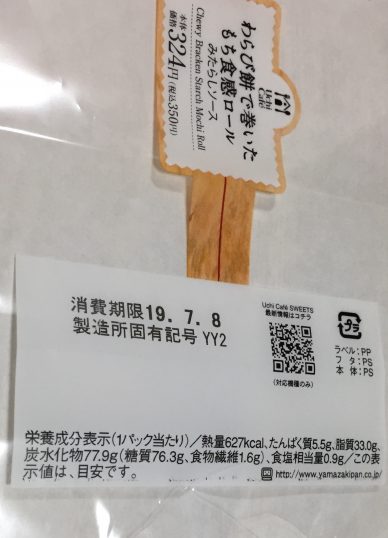 Uchi
Café
わらび餅で巻いた
もち食感ロール
みたらしソース
Chewy Bracken Starch Mochi Roll
本体価格 324円(税込350円)
消費期限19. 7. 8
製造所固有記号 YY2
Uchi Café SWEETS
最新情報はコチラ
(対応機種のみ)
プラ
ラベル:PP
フタ:PS
本体:PS
栄養成分表示(1パック当たり)/熱量627kcal、たんぱく質5.5g、脂質33.0g、
炭水化物77.9g(糖質76.3g、食物繊維1.6g)、食塩相当量0.9g/この表
示値は、目安です。
http://www.yamazakipan.co.jp/